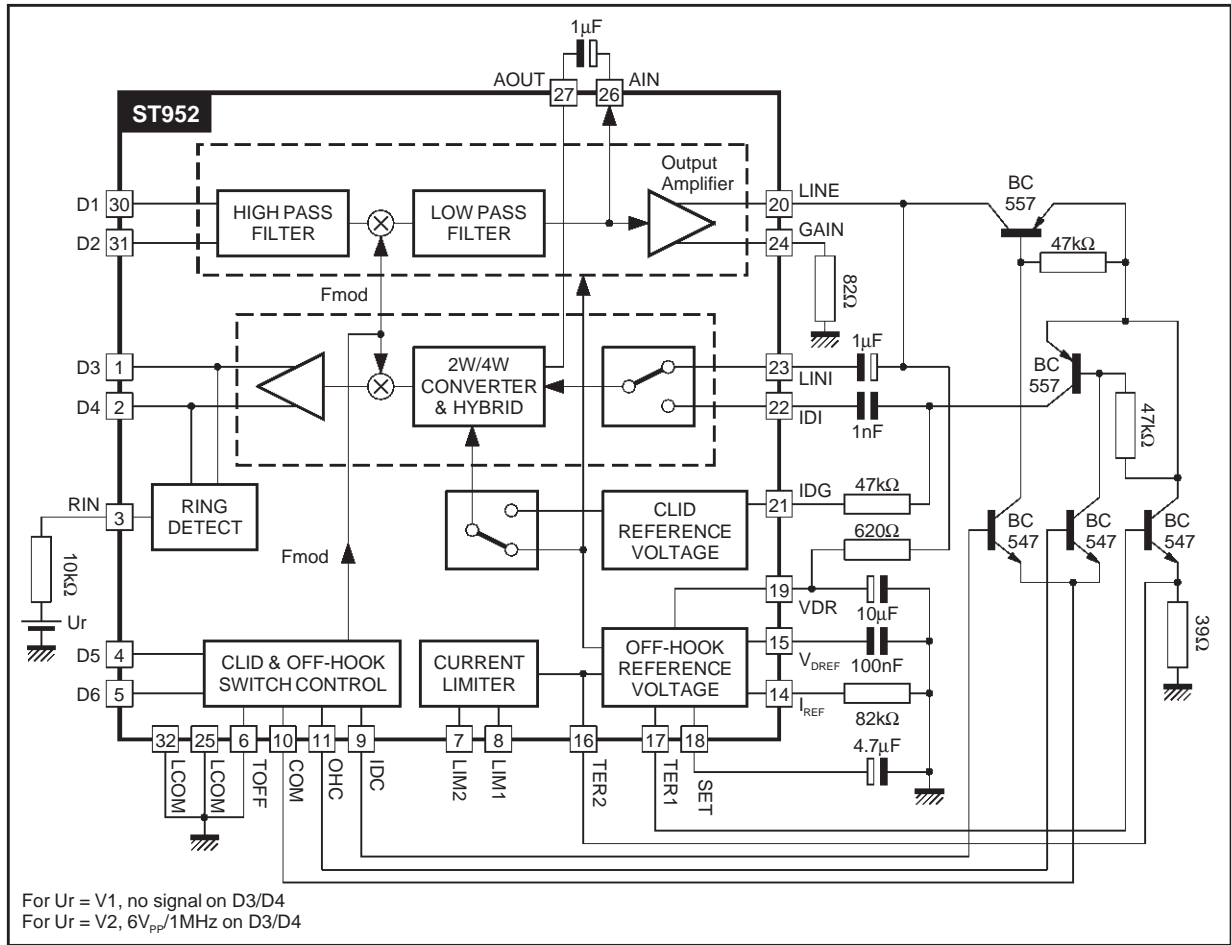 1µF
AOUT
27
26
AIN
ST952
Output
Amplifier
D1
30
HIGH PASS
FILTER
LOW PASS
FILTER
20
LINE
BC
557
D2
31
24
GAIN
47kΩ
82Ω
Fmod
D3
1
2W/4W
CONVERTER
& HYBRID
23
LINI
1µF
BC
557
D4
2
22
IDI
1nF
47kΩ
RIN
3
RING
DETECT
CLID
REFERENCE
VOLTAGE
21
IDG
47kΩ
620Ω
BC
547
BC
547
BC
547
10kΩ
Fmod
Ur
19
VDR
10µF
39Ω
D5
4
CLID & OFF-HOOK
SWITCH CONTROL
CURRENT
LIMITER
OFF-HOOK
REFERENCE
VOLTAGE
15
VDREF
100nF
D6
5
14
IREF
82kΩ
32
25
6
10
11
9
7
8
16
17
18
4.7µF
LCOM
LCOM
TOFF
COM
OHC
IDC
LIM2
LIM1
TER2
TER1
SET
For Ur = V1, no signal on D3/D4
For Ur = V2, 6VPP/1MHz on D3/D4